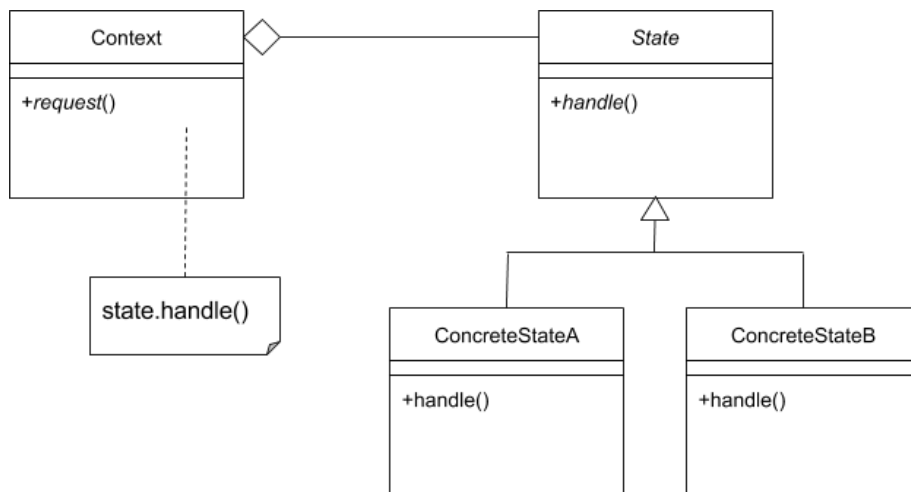 Context
+request()
state.handle()
State
+handle()
ConcreteStateA
+handle()
ConcreteStateB
+handle()